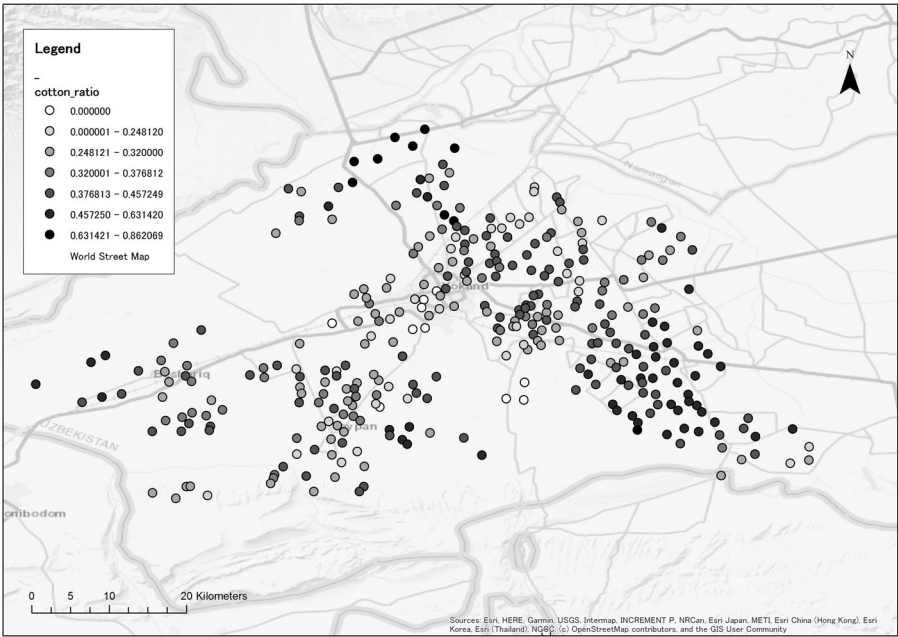 Legend
cotton_ratio
0.000000
0.000001 - 0.248120
0.248121 - 0.320000
0.320001 - 0.376812
0.376813 - 0.457249
0.457250 - 0.631420
0.631421 - 0.862069
World Street Map
N
Namangan
UZBEKISTAN
onibodom
0 5 10 20 Kilometers
Sources: Esri, HERE, Garmin, USGS, Intermap, INCREMENT P, NRCan, Esri Japan, METI, Esri China (Hong Kong), Esri
Korea, Esri (Thailand), NGCC, (c) OpenStreetMap contributors, and the GIS User Community